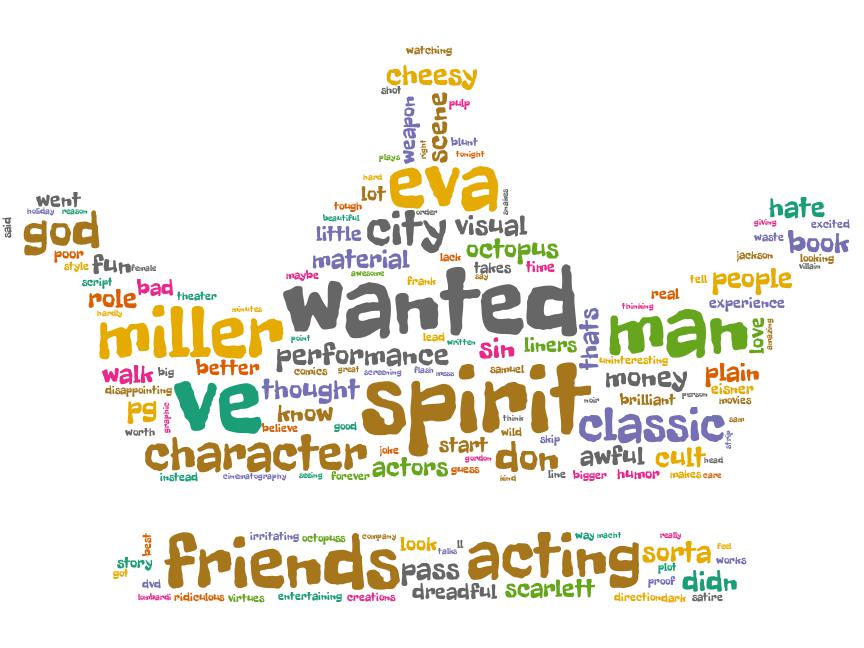 watching
cheesy
shot
pulp
weapon
scene
right
blunt
plays
tonight
hard
lot
eva
snakes
went
holiday
reason
said
god
tough
beautiful
order
hate
giving
excited
little
city
visual
waste
book
poor
style
fun
female
material
lack
octopus
takes
time
jackson
looking
villain
script
role
bad
theater
maybe
awesome
say
frank
tell
people
hardly
minutes
wanted
real
thinking
experience
miller
point
lead
written
sin
liners
thats
man
love
amazing
performance
uninteresting
walk
big
better
comics
great
screening
flash
mess
samuel
money
person
plain
disappointing
ve
thought
spirit
noir
brilliant
eisner
movies
pg
graphic
worth
know
believe
good
think
wild
skip
classic
sam
strip
character
joke
start
gordon
don
awful
cult
head
instead
cinematography
seeing
forever
actors
guess
kind
line
bigger
humor
makes
care
best
irritating
octopuss
company
look
talks
ll
way
macht
really
story
got
friends
pass
acting
sorta
feel
plot
works
dvd
dreadful
scarlett
proof
didn
lombardi
ridiculous
virtues
entertaining
creations
direction
dark
satire